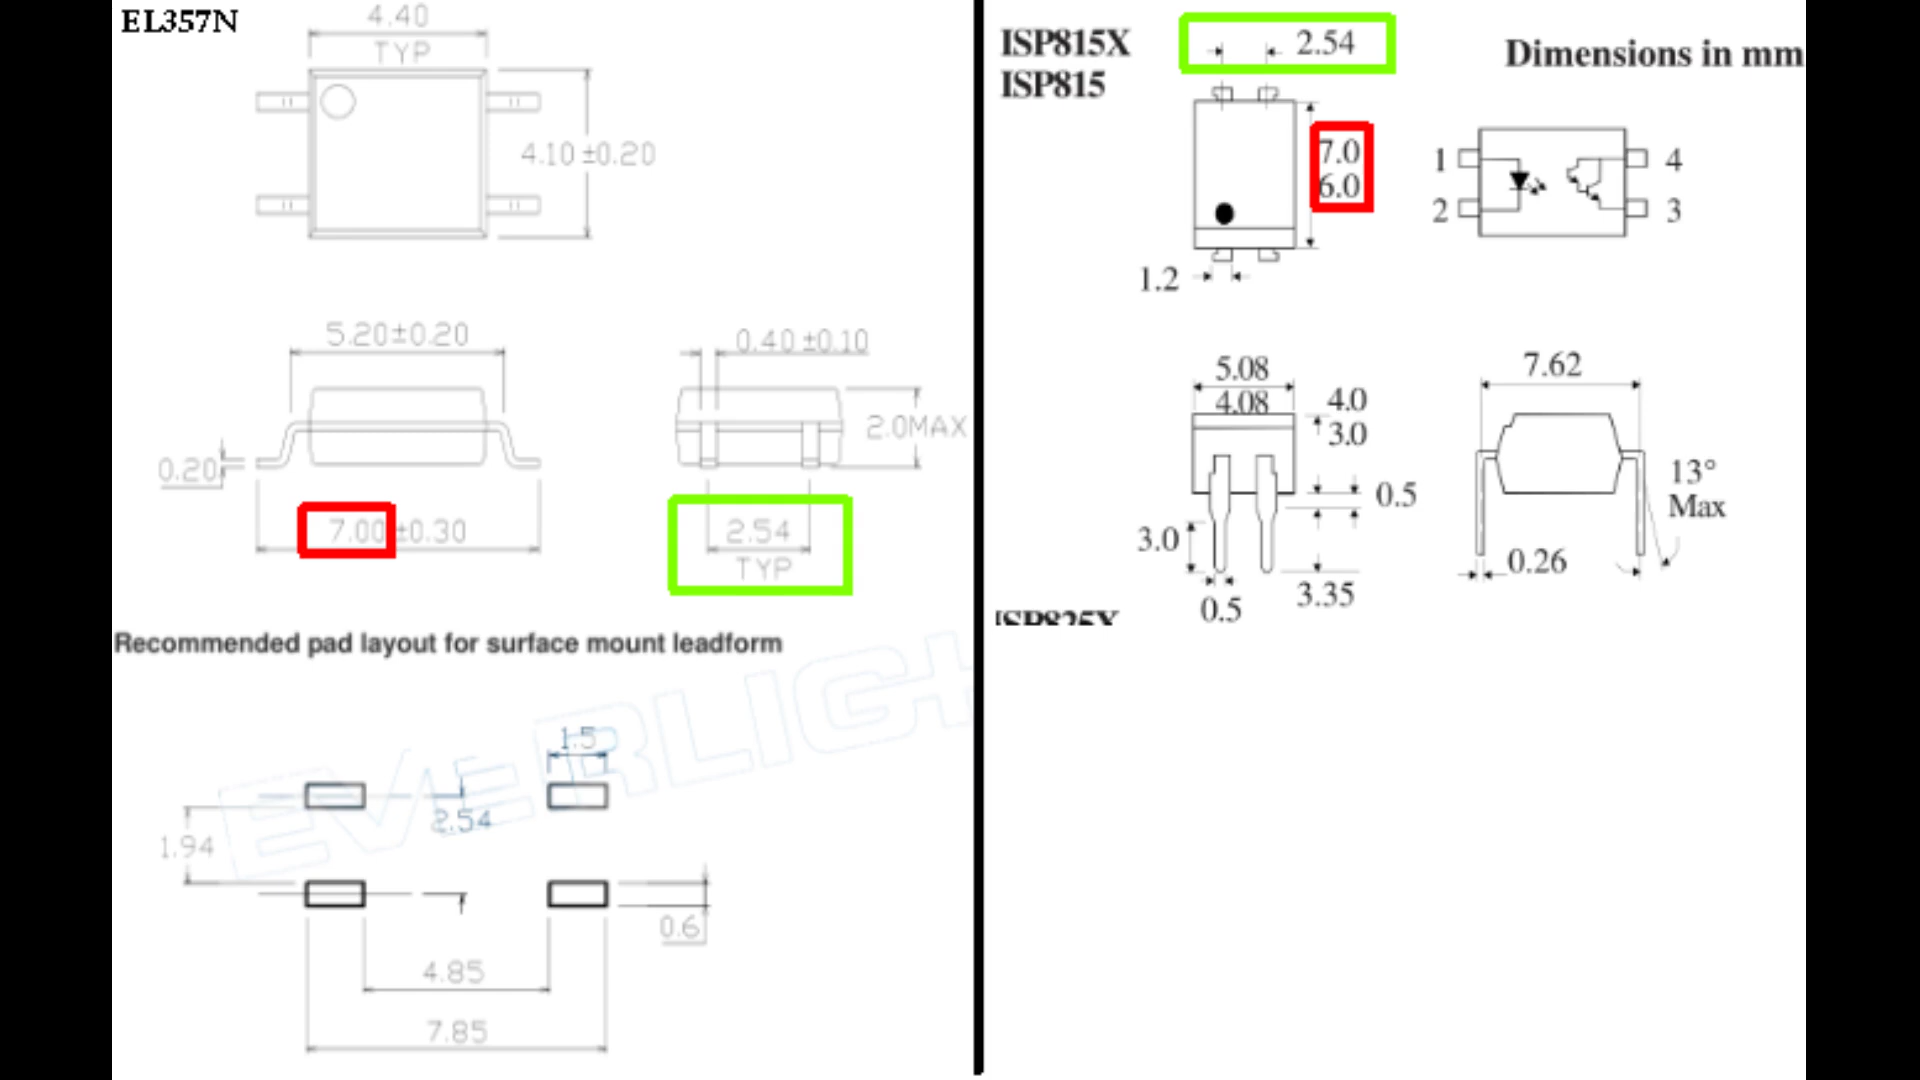 EL357N
4.40
TYP
4.10 ±0.20
5.20±0.20
0.40 ±0.10
2.0MAX
0.20
7.00±0.30
2.54
TYP
Recommended pad layout for surface mount leadform
EVERLIGH
1.5
2.54
1.94
0.6
4.85
7.85
ISP815X
ISP815
2.54
Dimensions in mm
7.0
6.0
1.2
1
2
4
3
5.08
4.08
4.0
3.0
0.5
3.0
0.5
3.35
7.62
13°
Max
0.26
ISP825X